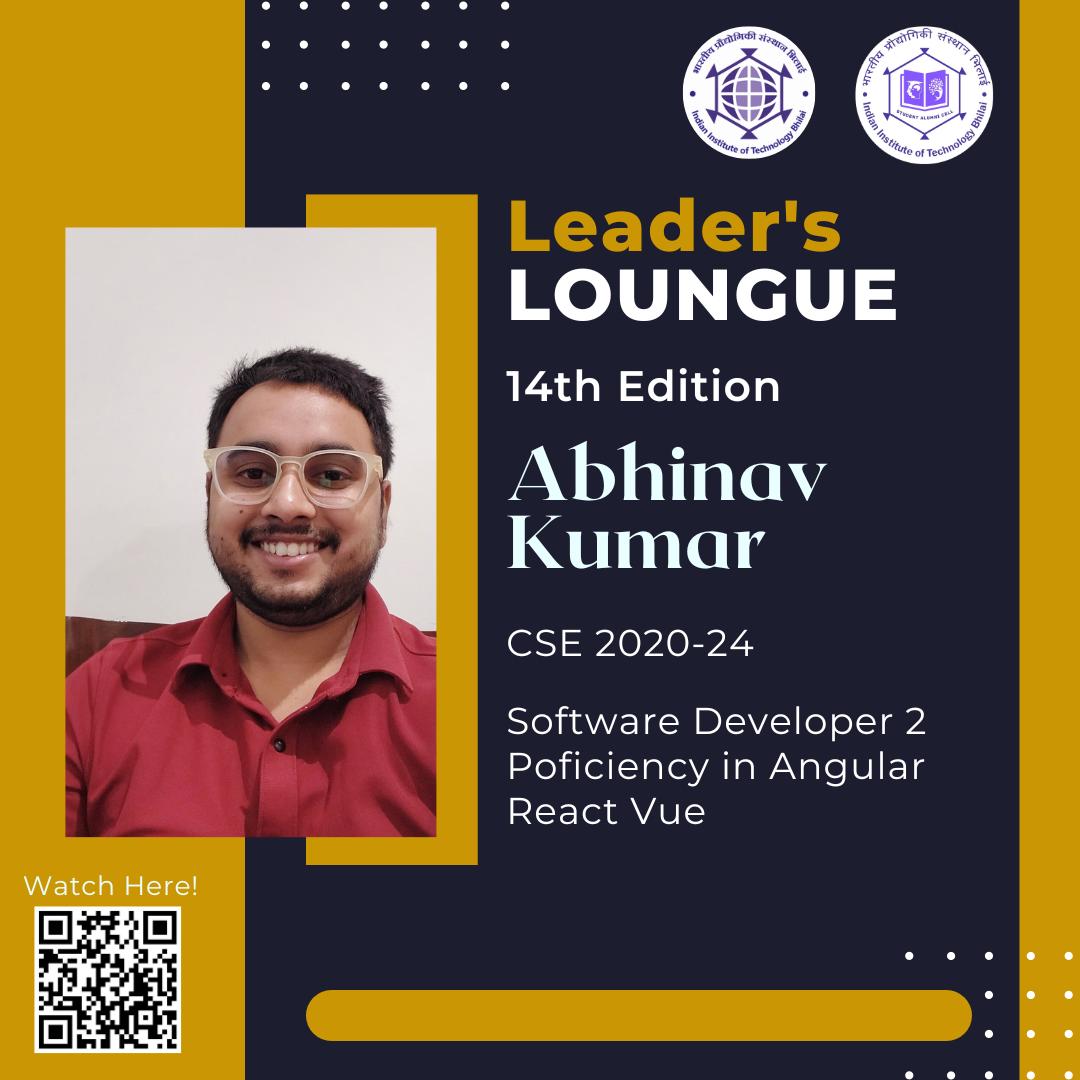 भारतीय प्रौद्योगिकी संस्थान भिलाई
Indian Institute of Technology Bhilai
भारतीय प्रौद्योगिकी संस्थान भिलाई
STUDENT ALUMNI CELL
Indian Institute of Technology Bhilai
Leader's
LOUNGUE
14th Edition
Abhinav
Kumar
CSE 2020-24
Software Developer 2
Poficiency in Angular
React Vue
Watch Here!